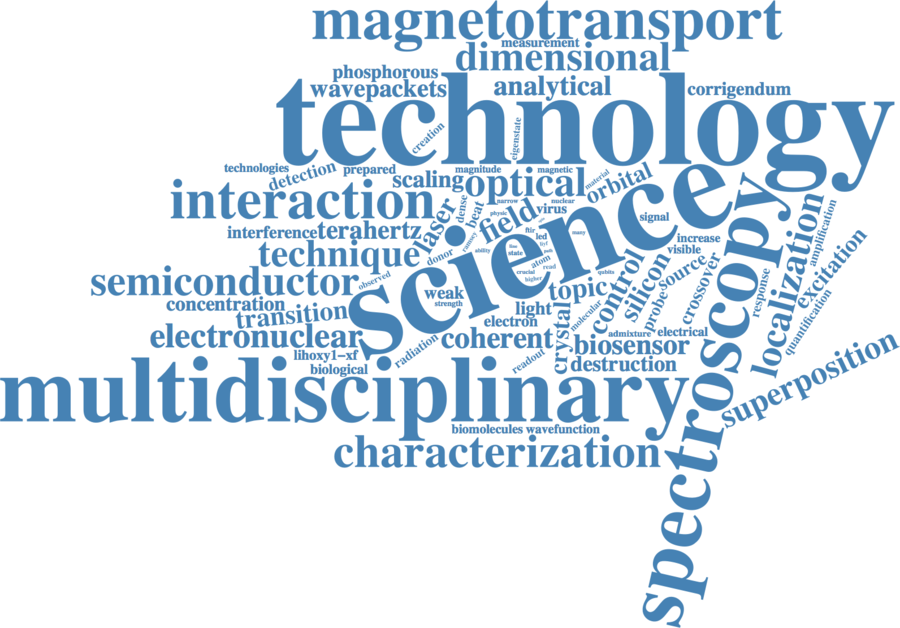 magnetotransport
measurement
dimensional
phosphorous
wavepackets
analytical
corrigendum
technology
creation
eigenstate
technologies
detection
prepared
magnitude
magnetic
material
scaling
optical
orbital
interaction
dense
narrow
nuclear
beat
physic
virus
field
laser
signal
science
interference
terahertz
ramsey
ftir
led
many
increase
visible
technique
donor
ability
state
atom
read
crucial
higher
qubits
control
silicon
source
probe
crossover
spectroscopy
localization
amplification
excitation
response
quantification
semiconductor
observed
weak
strength
topic
concentration
transition
light
electron
molecular
crystal
electronuclear
radiation
coherent
readout
admixture
electrical
biosensor
destruction
lihoxy1-xf
biological
multidisciplinary
superposition
biomolecules
wavefunction
characterization